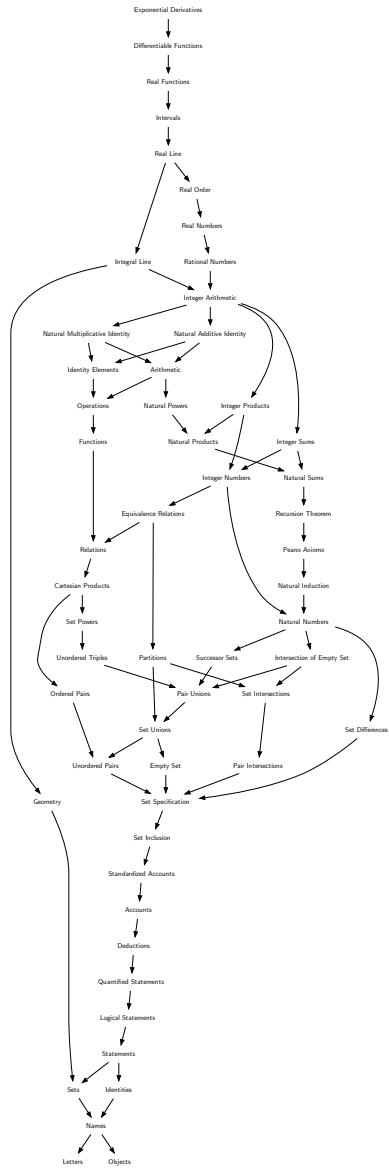 Exponential Derivatives
Differentiable Functions
Real Functions
Intervals
Real Line
Real Order
Real Numbers
Integral Line
Rational Numbers
Integer Arithmetic
Natural Multiplicative Identity
Natural Additive Identity
Identity Elements
Arithmetic
Operations
Natural Powers
Integer Products
Functions
Natural Products
Integer Sums
Integer Numbers
Natural Sums
Equivalence Relations
Recursion Theorem
Relations
Peano Axioms
Cartesian Products
Natural Induction
Set Powers
Natural Numbers
Unordered Triples
Partitions
Successor Sets
Intersection of Empty Set
Ordered Pairs
Pair Unions
Set Intersections
Set Unions
Set Differences
Unordered Pairs
Empty Set
Pair Intersections
Geometry
Set Specification
Set Inclusion
Standardized Accounts
Accounts
Deductions
Quantified Statements
Logical Statements
Statements
Sets
Identities
Names
Letters
Objects